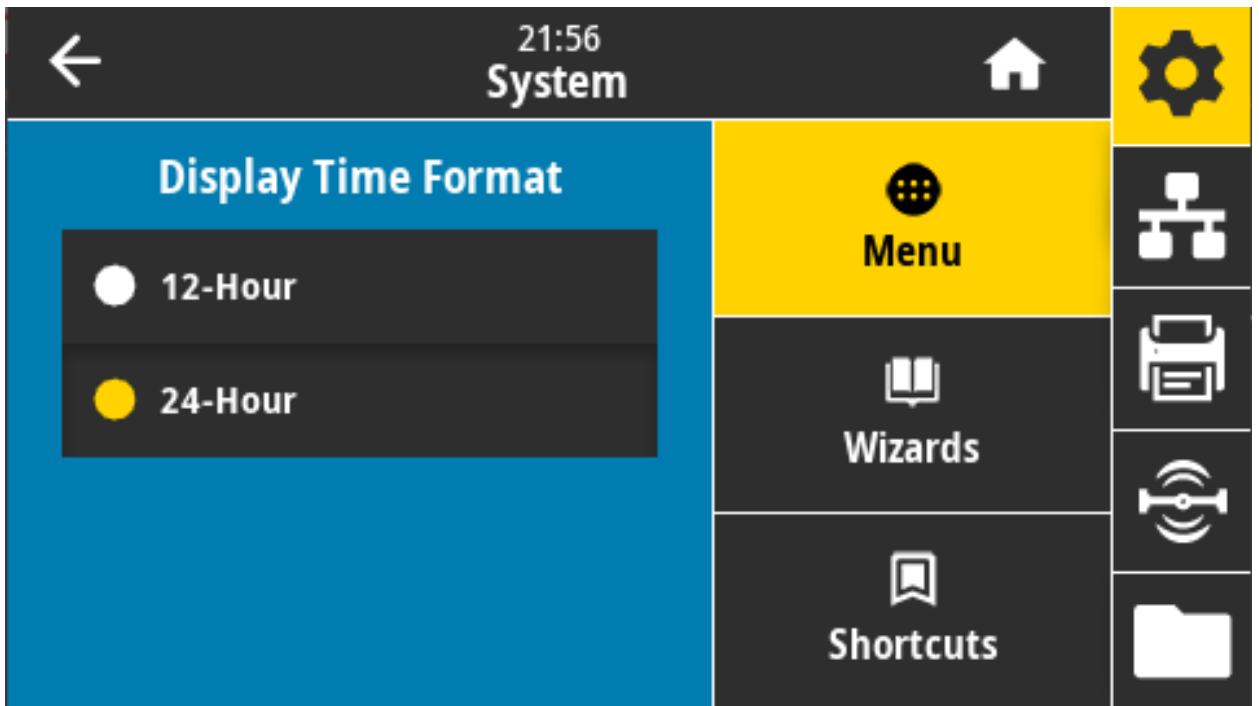 21:56
System
Display Time Format
12-Hour
24-Hour
Menu
Wizards
Shortcuts